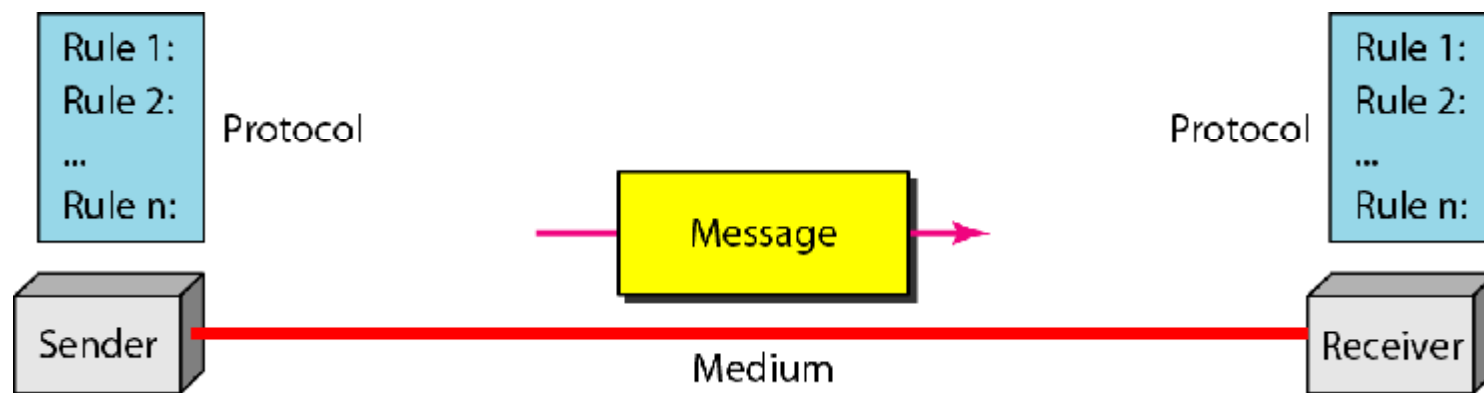 Rule 1:
Rule 2:
...
Rule n:
Protocol
Protocol
Rule 1:
Rule 2:
...
Rule n:
Message
Sender
Medium
Receiver